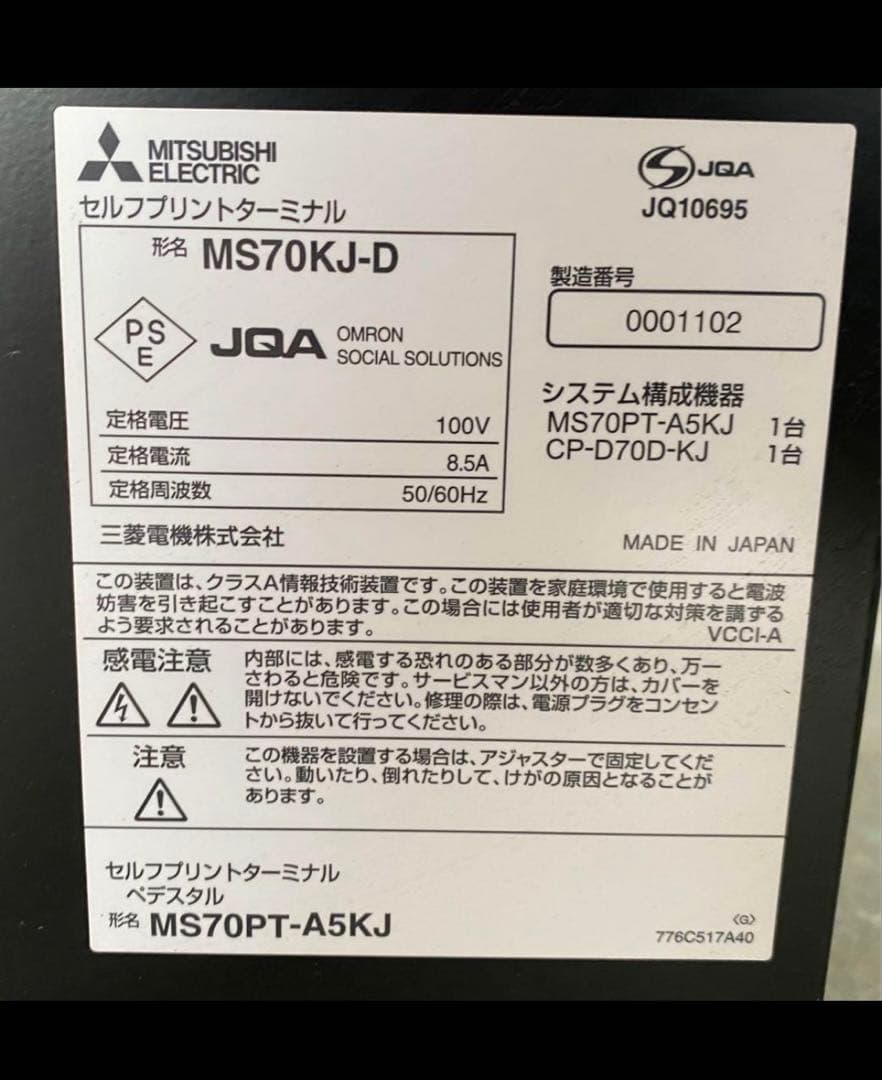 MITSUBISHI
ELECTRIC
セルフプリントターミナル
形名 MS70KJ-D
PS
E
JQA
OMRON
SOCIAL SOLUTIONS
定格電圧 100V
定格電流 8.5A
定格周波数 50/60Hz
三菱電機株式会社
JQA
JQ10695
製造番号
0001102
システム構成機器
MS70PT-A5KJ 1台
CP-D70D-KJ 1台
MADE IN JAPAN
この装置は、クラスA情報技術装置です。この装置を家庭環境で使用すると電波
妨害を引き起こすことがあります。この場合には使用者が適切な対策を講ずる
よう要求されることがあります。
VCCI-A
感電注意
内部には、感電する恐れのある部分が数多くあり、万一
さわると危険です。サービスマン以外の方は、カバーを
開けないでください。修理の際は、電源プラグをコンセン
トから抜いて行ってください。
注意
この機器を設置する場合は、アジャスターで固定してくだ
さい。動いたり、倒れたりして、けがの原因となることが
あります。
セルフプリントターミナル
ペデスタル
形名 MS70PT-A5KJ
〈G〉
776C517A40